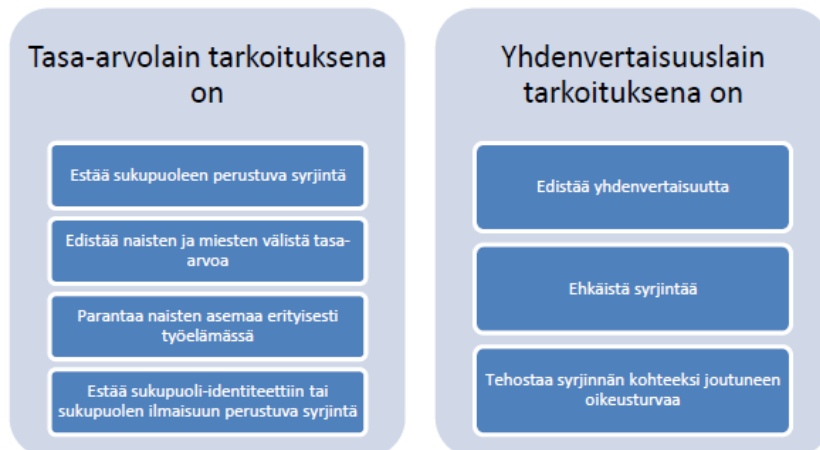 Tasa-arvolain tarkoituksena
on
Estää sukupuoleen perustuva syrjintä
Edistää naisten ja miesten välistä tasa-
arvoa
Parantaa naisten asemaa erityisesti
työelämässä
Estää sukupuoli-identiteettiin tai
sukupuolen ilmaisuun perustuva syrjintä
Yhdenvertaisuuslain
tarkoituksena on
Edistää yhdenvertaisuutta
Ehkäistä syrjintää
Tehostaa syrjinnän kohteeksi joutuneen
oikeusturvaa